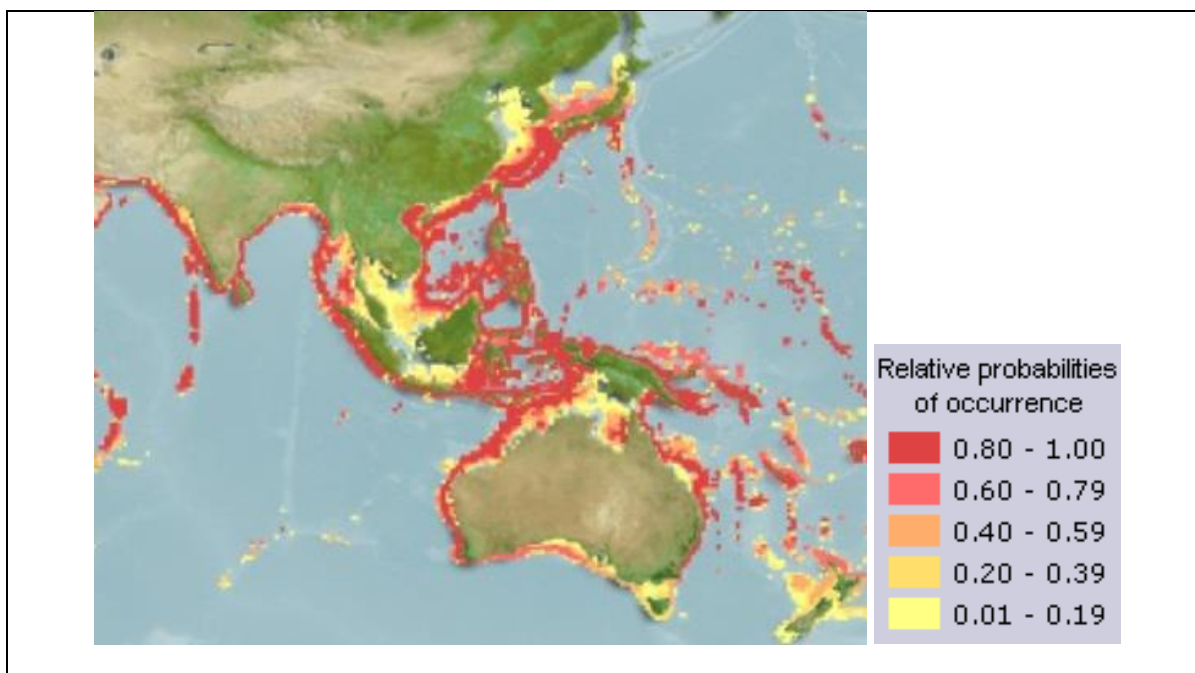 Relative probabilities
of occurrence
0.80 - 1.00
0.60 - 0.79
0.40 - 0.59
0.20 - 0.39
0.01 - 0.19